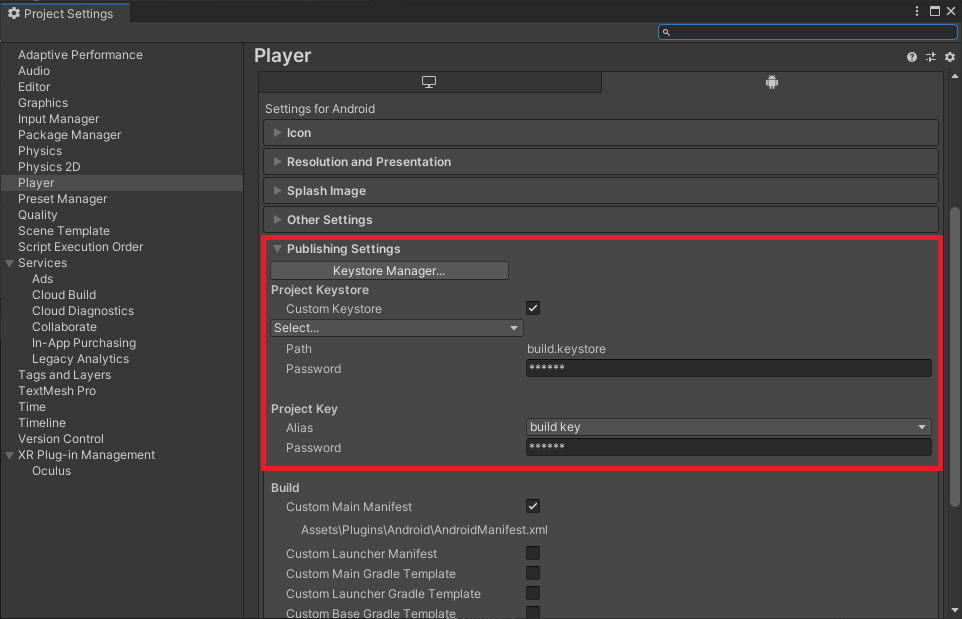 Project Settings
Adaptive Performance
Audio
Editor
Graphics
Input Manager
Package Manager
Physics
Physics 2D
Player
Preset Manager
Quality
Scene Template
Script Execution Order
Services
Ads
Cloud Build
Cloud Diagnostics
Collaborate
In-App Purchasing
Legacy Analytics
Tags and Layers
TextMesh Pro
Time
Timeline
Version Control
XR Plug-in Management
Oculus
Player
Settings for Android
Icon
Resolution and Presentation
Splash Image
Other Settings
Publishing Settings
Keystore Manager...
Project Keystore
Custom Keystore
Select...
Path build.keystore
Password ******
Project Key
Alias build key
Password ******
Build
Custom Main Manifest
Assets\Plugins\Android\AndroidManifest.xml
Custom Launcher Manifest
Custom Main Gradle Template
Custom Launcher Gradle Template
Custom Base Gradle Template